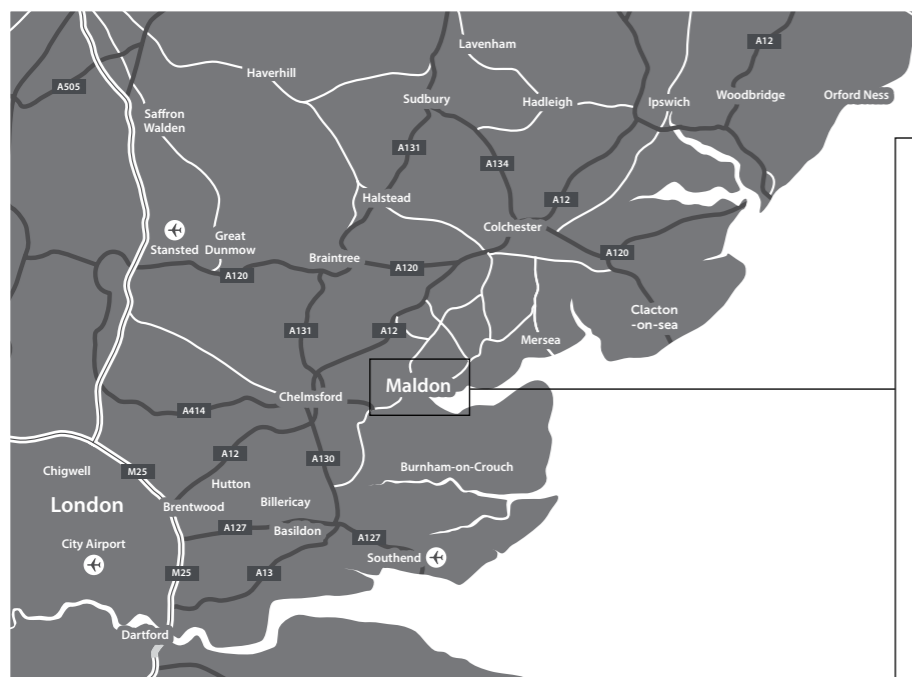 Lavenham
A12
Haverhill
A505
Sudbury
Hadleigh
Ipswich
Woodbridge
Orford Ness
Saffron
Walden
A131
A134
Halstead
A12
Colchester
Great
Dunmow
Stansted
Braintree
A120
A120
A120
Clacton
-on-sea
A131
A12
Mersea
Maldon
Chelmsford
A414
A12
A130
Burnham-on-Crouch
Chigwell
M25
Hutton
London
Brentwood
Billericay
A127
Basildon
A127
City Airport
Southend
M25
A13
Dartford